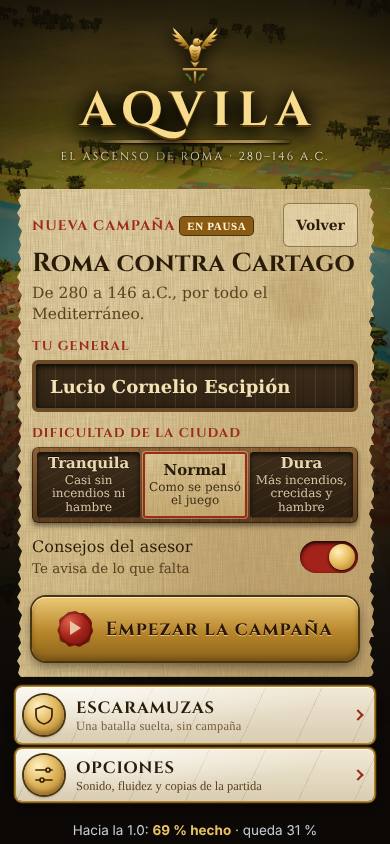 AQVILA
EL ASCENSO DE ROMA · 280–146 A.C.
NUEVA CAMPAÑA EN PAUSA
Volver
ROMA CONTRA CARTAGO
De 280 a 146 a.C., por todo el
Mediterráneo.
TU GENERAL
Lucio Cornelio Escipión
DIFICULTAD DE LA CIUDAD
Tranquila
Casi sin
incendios ni
hambre
Normal
Como se pensó
el juego
Dura
Más incendios,
crecidas y
hambre
Consejos del asesor
Te avisa de lo que falta
EMPEZAR LA CAMPAÑA
ESCARAMUZAS
Una batalla suelta, sin campaña
OPCIONES
Sonido, fluidez y copias de la partida
Hacia la 1.0: 69 % hecho · queda 31 %